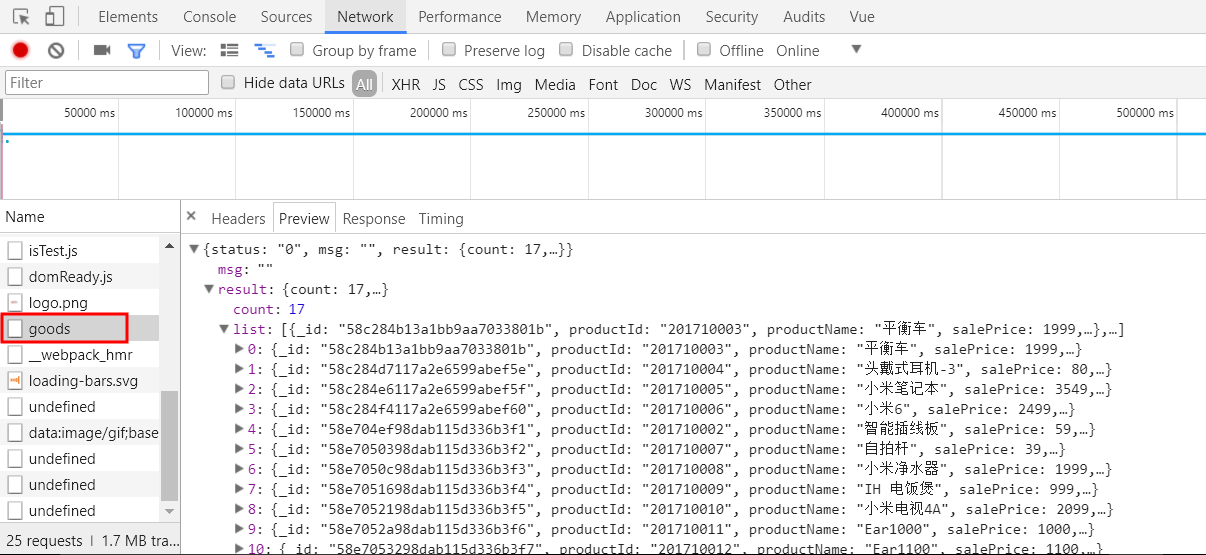 Elements Console Sources Network Performance Memory Application Security Audits Vue
View: Group by frame Preserve log Disable cache Offline Online
Filter Hide data URLs All XHR JS CSS Img Media Font Doc WS Manifest Other
50000 ms 100000 ms 150000 ms 200000 ms 250000 ms 300000 ms 350000 ms 400000 ms 450000 ms 500000 ms
Name
isTest.js
domReady.js
logo.png
goods
__webpack_hmr
loading-bars.svg
undefined
data:image/gif;base
undefined
undefined
undefined
25 requests | 1.7 MB tra...
× Headers Preview Response Timing
{status: "0", msg: "", result: {count: 17,…}}
msg: ""
result: {count: 17,…}
count: 17
list: [{_id: "58c284b13a1bb9aa7033801b", productId: "201710003", productName: "平衡车", salePrice: 1999,…},…]
0: {_id: "58c284b13a1bb9aa7033801b", productId: "201710003", productName: "平衡车", salePrice: 1999,…}
1: {_id: "58c284d7117a2e6599abef5e", productId: "201710004", productName: "头戴式耳机-3", salePrice: 80,…}
2: {_id: "58c284e6117a2e6599abef5f", productId: "201710005", productName: "小米笔记本", salePrice: 3549,…}
3: {_id: "58c284f4117a2e6599abef60", productId: "201710006", productName: "小米6", salePrice: 2499,…}
4: {_id: "58e704ef98dab115d336b3f1", productId: "201710002", productName: "智能插线板", salePrice: 59,…}
5: {_id: "58e7050398dab115d336b3f2", productId: "201710007", productName: "自拍杆", salePrice: 39,…}
6: {_id: "58e7050c98dab115d336b3f3", productId: "201710008", productName: "小米净水器", salePrice: 1999,…}
7: {_id: "58e7051698dab115d336b3f4", productId: "201710009", productName: "IH 电饭煲", salePrice: 999,…}
8: {_id: "58e7052198dab115d336b3f5", productId: "201710010", productName: "小米电视4A", salePrice: 2099,…}
9: {_id: "58e7052a98dab115d336b3f6", productId: "201710011", productName: "Ear1000", salePrice: 1000,…}
10: {_id: "58e7053298dab115d336b3f7", productId: "201710012", productName: "Ear1100", salePrice: 1100,…}